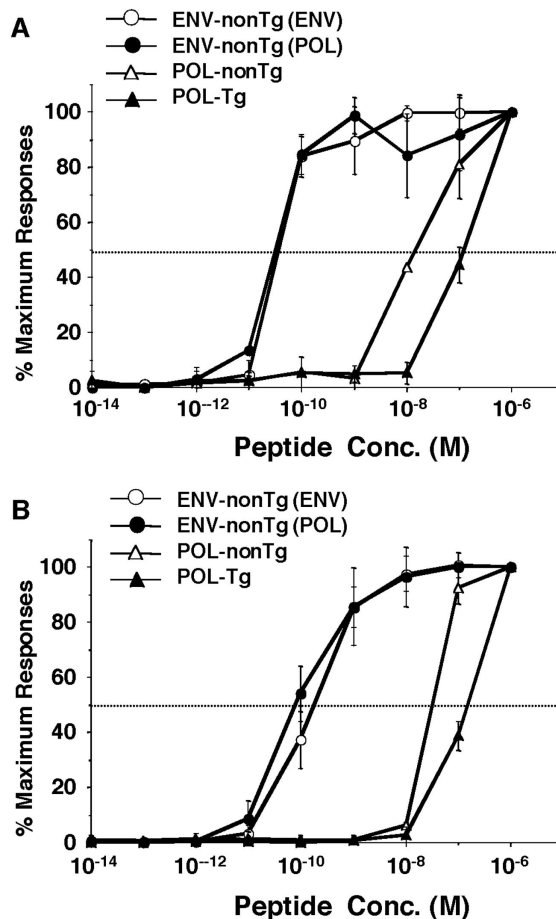 A
ENV-nonTg (ENV)
ENV-nonTg (POL)
POL-nonTg
POL-Tg
% Maximum Responses
100
80
60
40
20
0
10-14 10--12 10-10 10-8 10-6
Peptide Conc. (M)
B
ENV-nonTg (ENV)
ENV-nonTg (POL)
POL-nonTg
POL-Tg
% Maximum Responses
100
80
60
40
20
0
10-14 10--12 10-10 10-8 10-6
Peptide Conc. (M)